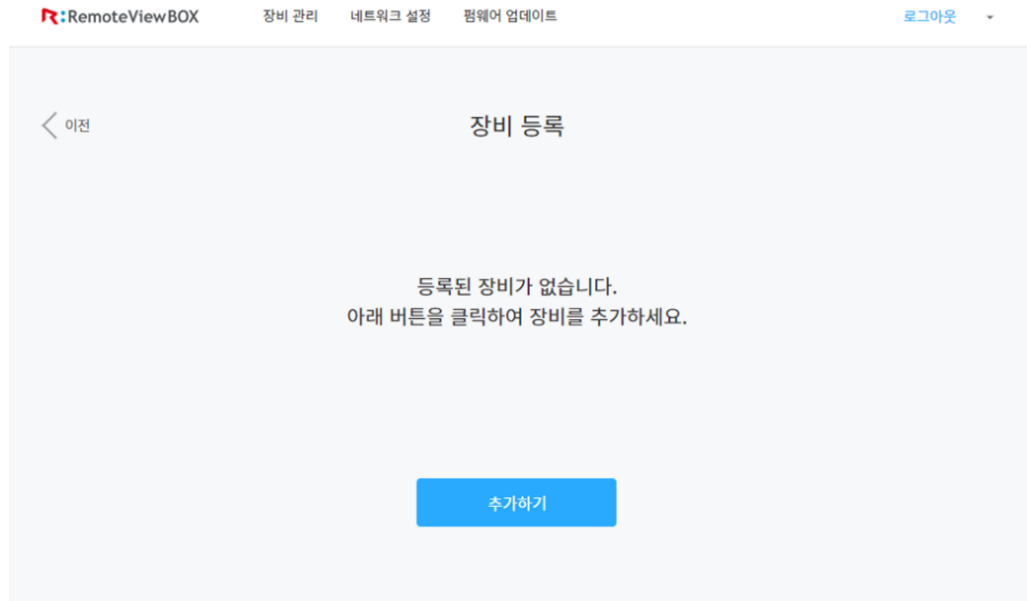 R:RemoteViewBOX 장비 관리 네트워크 설정 펌웨어 업데이트 로그아웃
이전 장비 등록
등록된 장비가 없습니다.
아래 버튼을 클릭하여 장비를 추가하세요.
추가하기